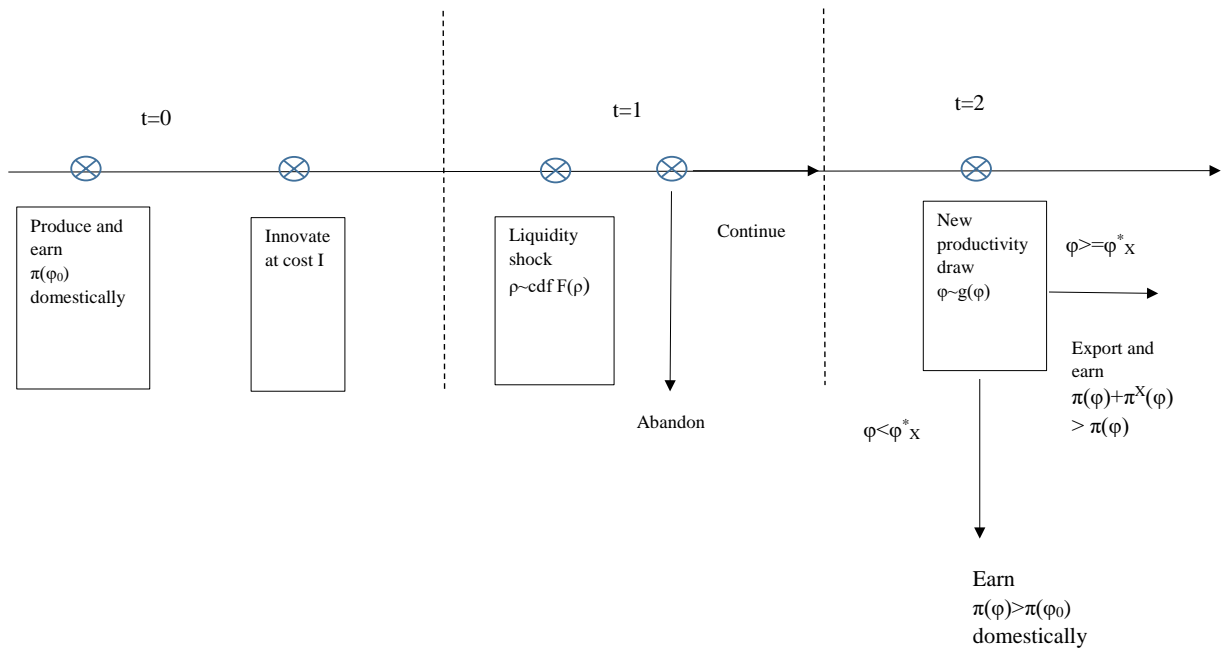 t=0
t=1
t=2
Produce and
earn
π(φ₀)
domestically
Innovate
at cost I
Liquidity
shock
ρ~cdf F(ρ)
Continue
Abandon
New
productivity
draw
φ~g(φ)
φ>=φ*X
Export and
earn
π(φ)+πX(φ)
> π(φ)
φ<φ*X
Earn
π(φ)>π(φ₀)
domestically